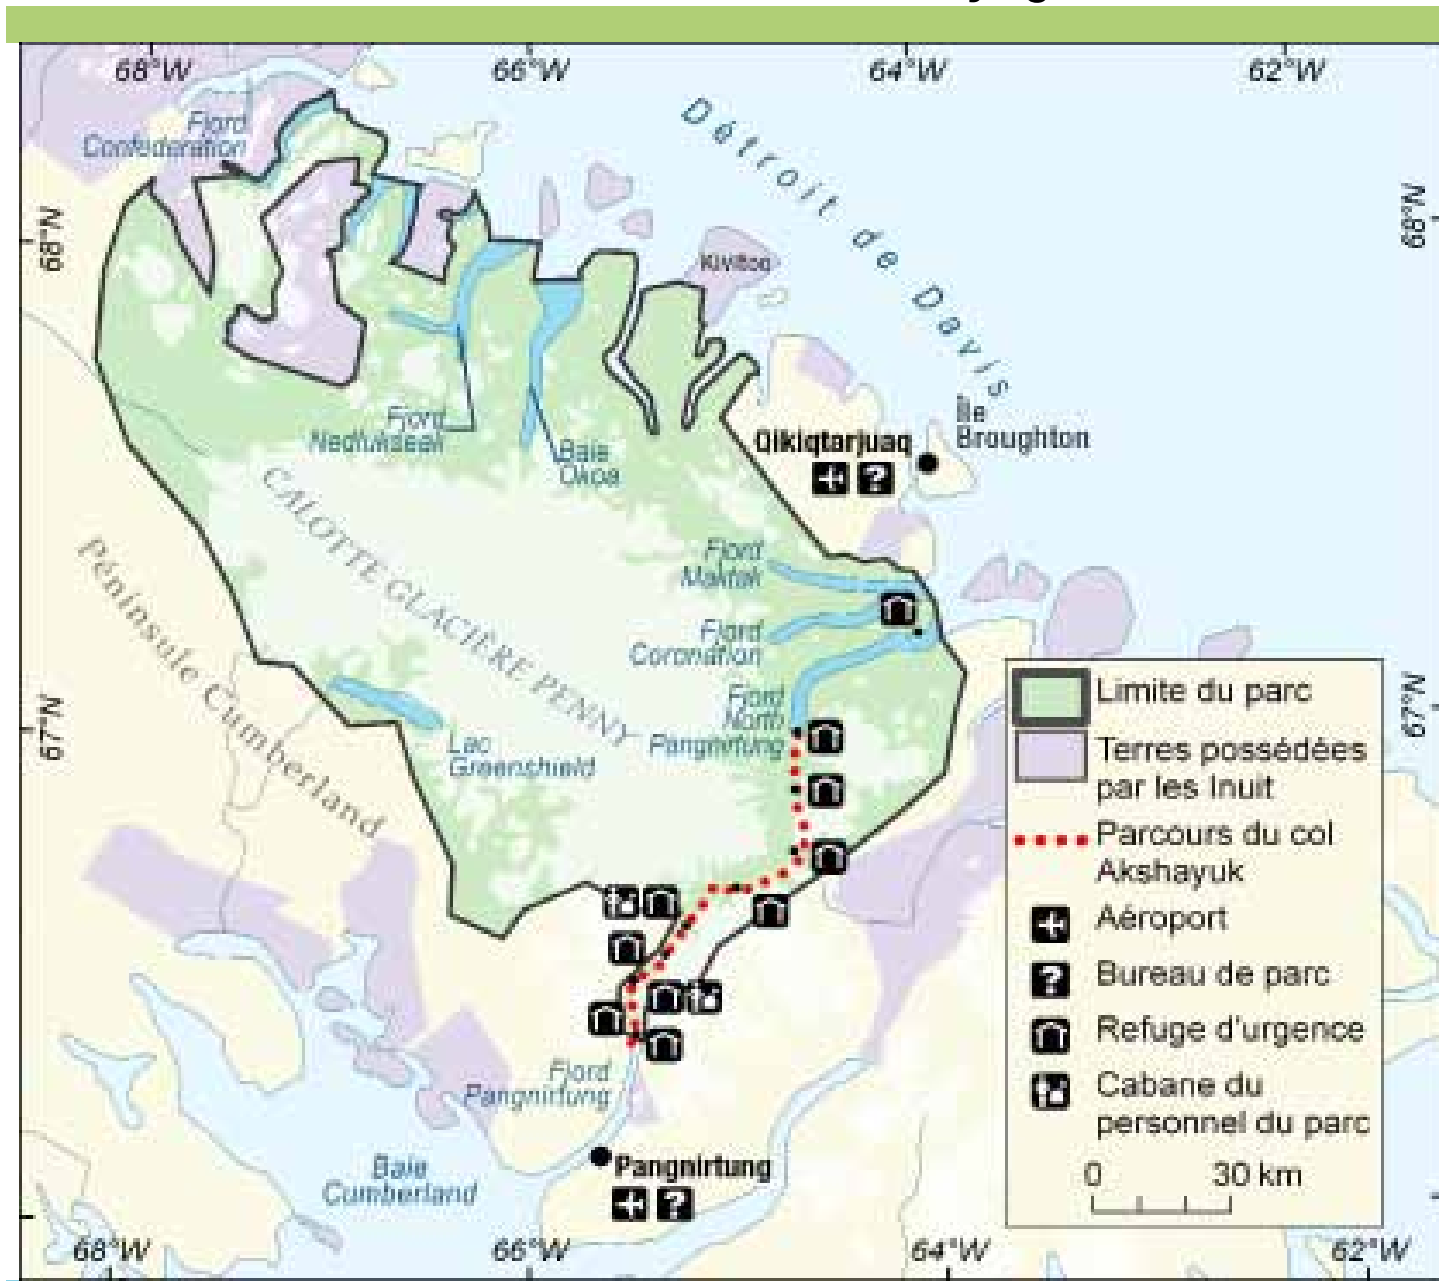 68°W
66°W
64°W
62°W
Fjord
Confederation
Détroit de Davis
68°N
68°N
Kivitoo
Fjord
Nedlukseak
Baie
Okoa
Île
Broughton
Qikiqtarjuaq
CALOTTE GLACIÈRE PENNY
Péninsule Cumberland
Fjord
Maktak
Fjord
Coronation
Fjord
North
Pangnirtung
67°N
67°N
Lac
Greenshield
Limite du parc
Terres possédées
par les Inuit
Parcours du col
Akshayuk
Aéroport
Bureau de parc
Refuge d'urgence
Cabane du
personnel du parc
0 30 km
Fjord
Pangnirtung
Pangnirtung
Baie
Cumberland
68°W
66°W
64°W
62°W